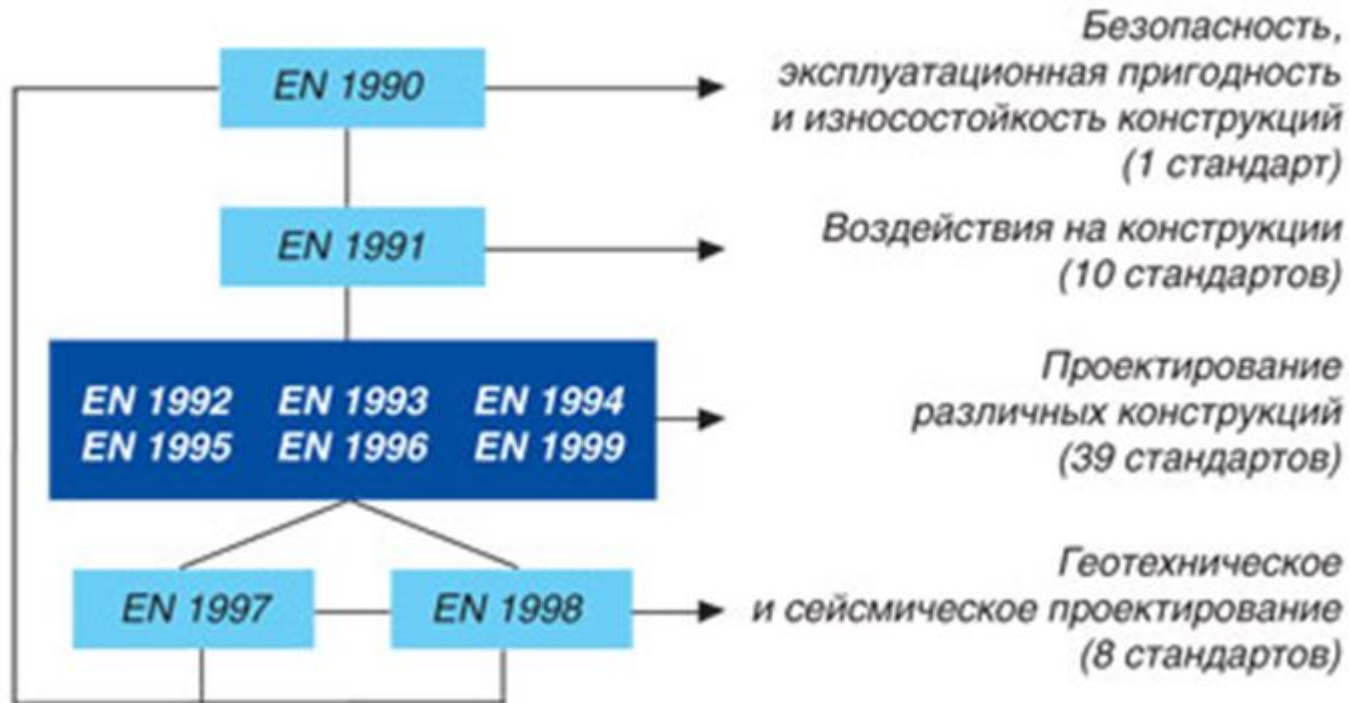 EN 1990
Безопасность,
эксплуатационная пригодность
и износостойкость конструкций
(1 стандарт)
EN 1991
Воздействия на конструкции
(10 стандартов)
EN 1992 EN 1993 EN 1994
EN 1995 EN 1996 EN 1999
Проектирование
различных конструкций
(39 стандартов)
EN 1997 EN 1998
Геотехническое
и сейсмическое проектирование
(8 стандартов)